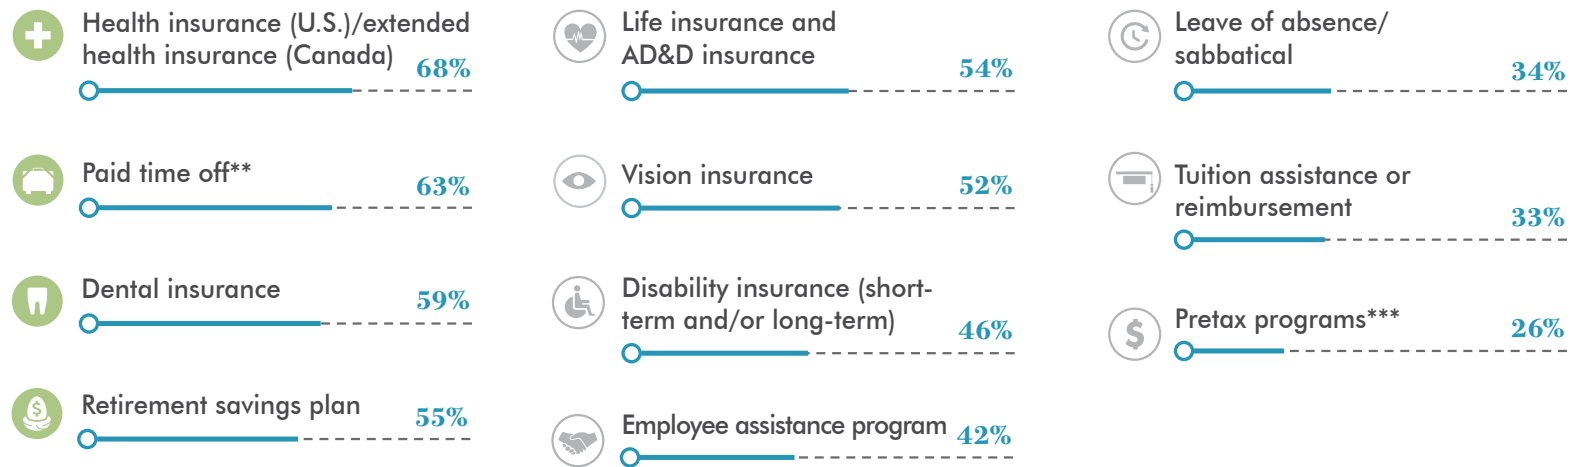 Health insurance (U.S.)/extended
health insurance (Canada)
68%
Paid time off**
63%
Dental insurance
59%
Retirement savings plan
55%
Life insurance and
AD&D insurance
54%
Vision insurance
52%
Disability insurance (short-
term and/or long-term)
46%
Employee assistance program
42%
Leave of absence/
sabbatical
34%
Tuition assistance or
reimbursement
33%
Pretax programs***
26%